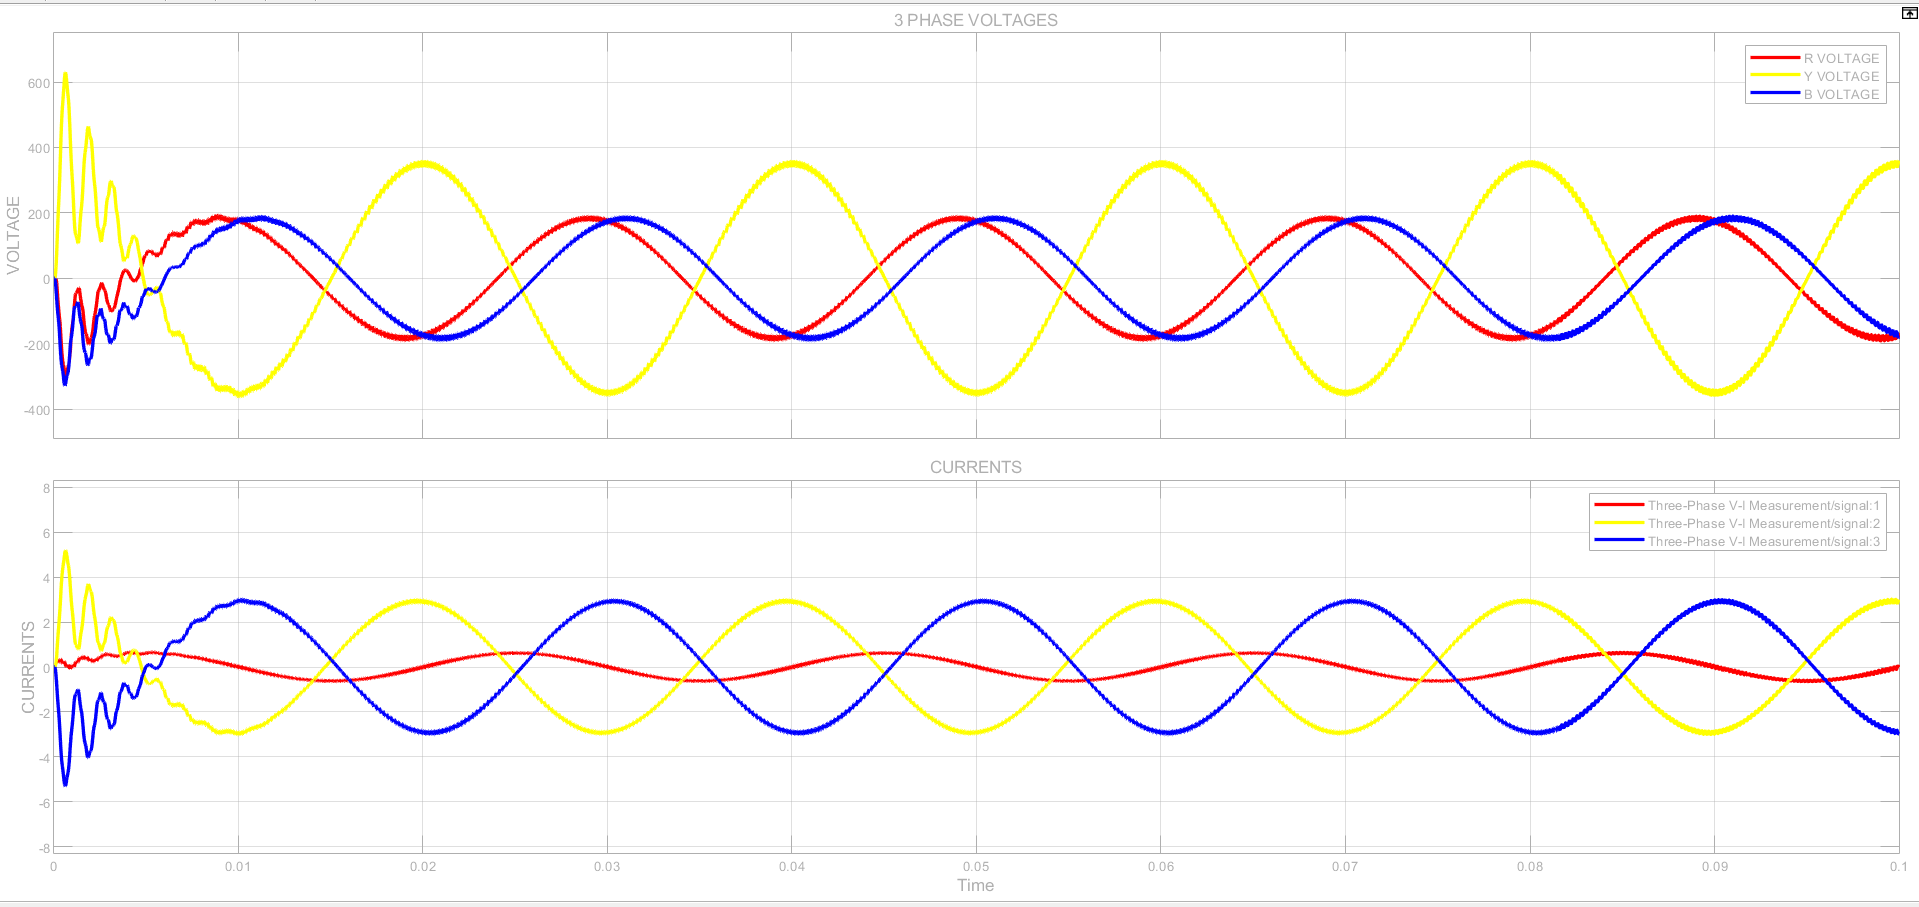 3 PHASE VOLTAGES
R VOLTAGE
Y VOLTAGE
B VOLTAGE
600
400
200
0
-200
-400
VOLTAGE
CURRENTS
Three-Phase V-I Measurement/signal:1
Three-Phase V-I Measurement/signal:2
Three-Phase V-I Measurement/signal:3
8
6
4
2
0
-2
-4
-6
-8
CURRENTS
0 0.01 0.02 0.03 0.04 0.05 0.06 0.07 0.08 0.09 0.1
Time